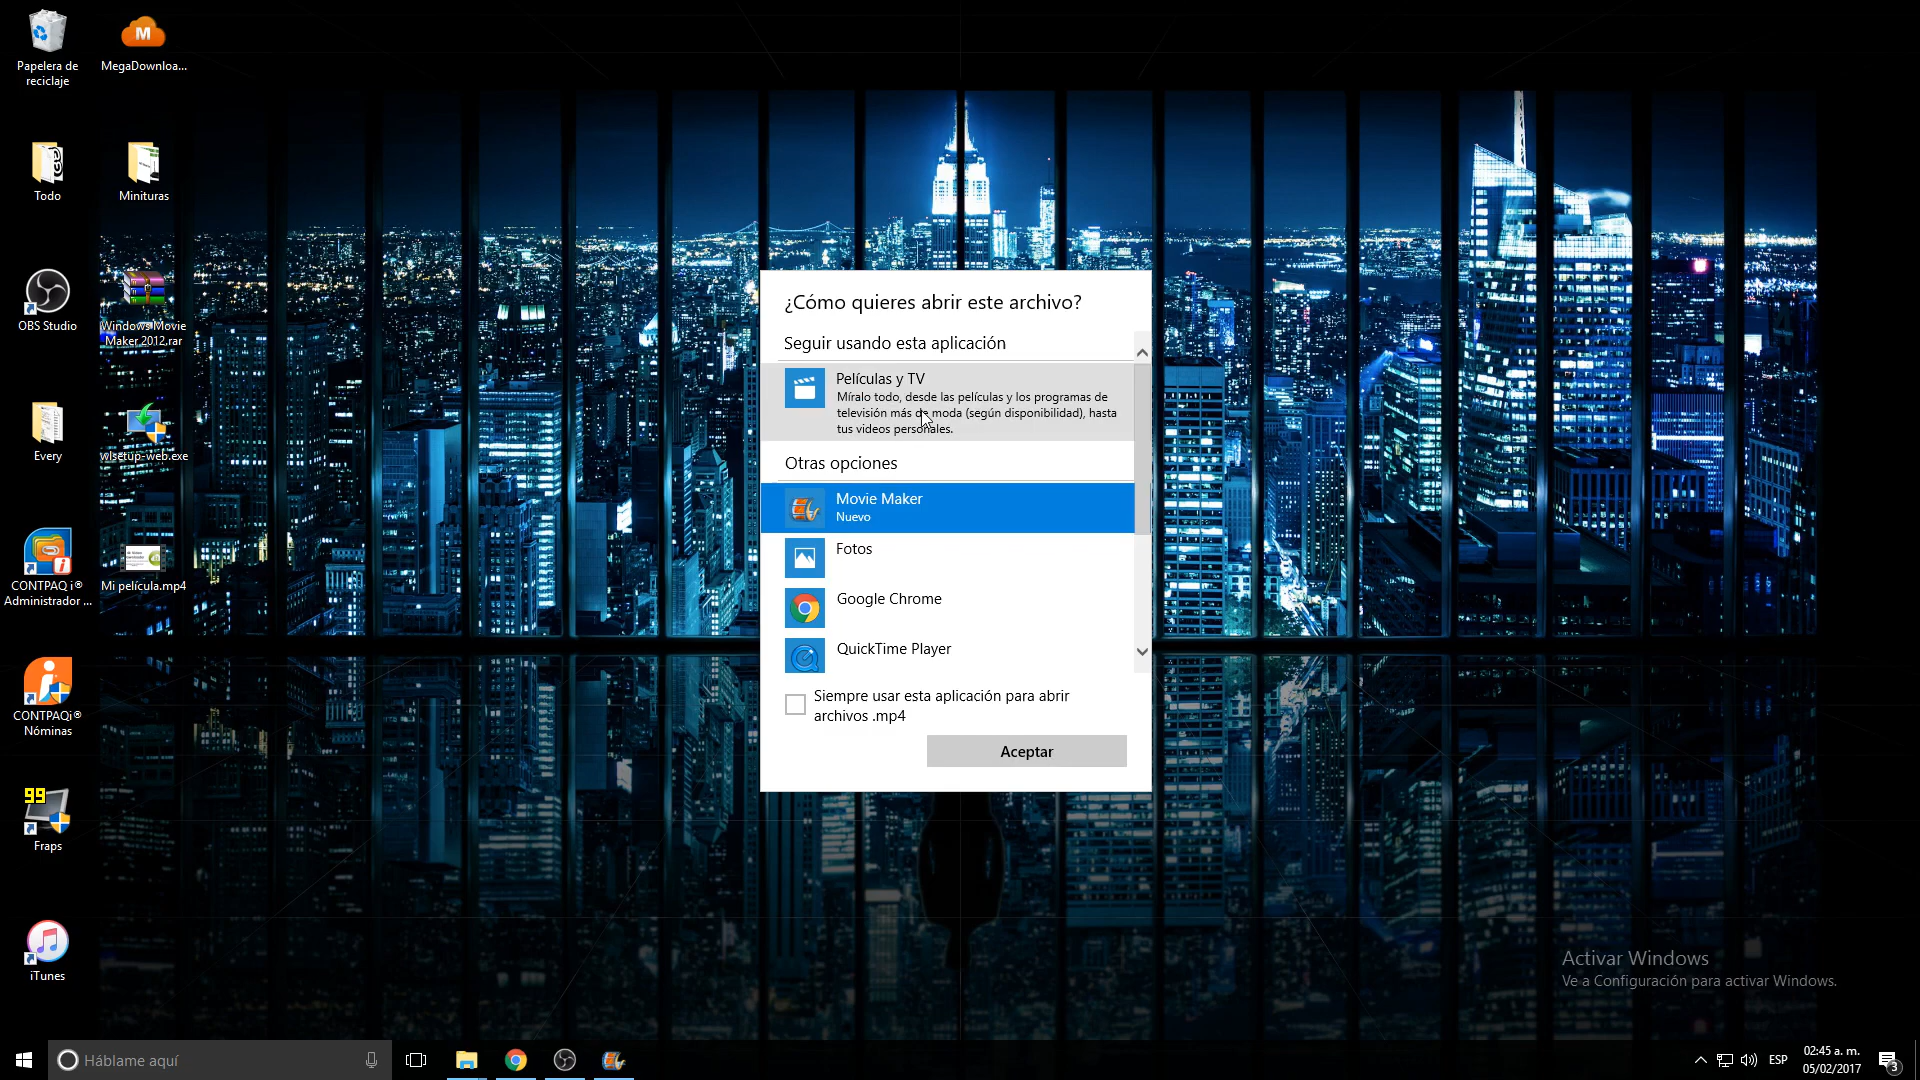 Papelera de
reciclaje
MegaDownloa...
Todo
Minituras
OBS Studio
Windows Movie
Maker 2012.rar
Every
wlsetup-web.exe
CONTPAQ i®
Administrador ...
Mi película.mp4
CONTPAQi®
Nóminas
99
Fraps
iTunes
¿Cómo quieres abrir este archivo?
Seguir usando esta aplicación
Películas y TV
Míralo todo, desde las películas y los programas de
televisión más de moda (según disponibilidad), hasta
tus videos personales.
Otras opciones
Movie Maker
Nuevo
Fotos
Google Chrome
QuickTime Player
Siempre usar esta aplicación para abrir
archivos .mp4
Aceptar
Activar Windows
Ve a Configuración para activar Windows.
Háblame aquí
ESP
02:45 a. m.
05/02/2017
3